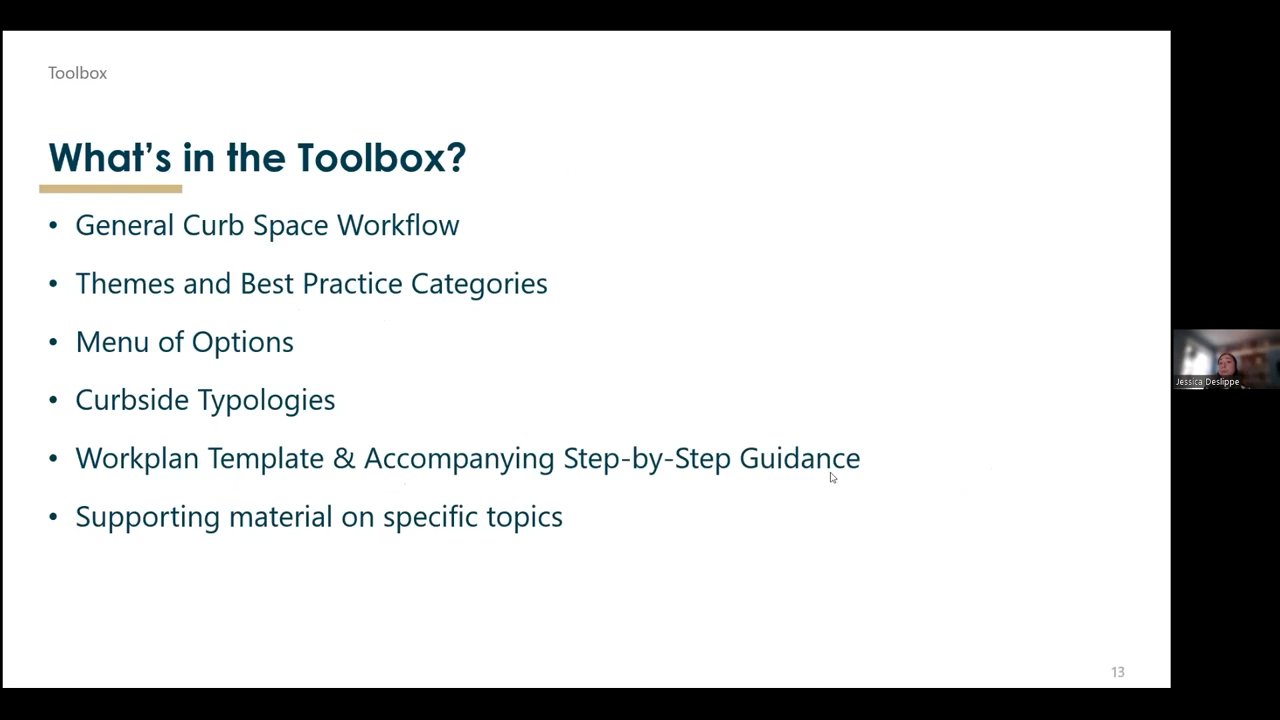 Toolbox
What's in the Toolbox?
• General Curb Space Workflow
• Themes and Best Practice Categories
• Menu of Options
• Curbside Typologies
• Workplan Template & Accompanying Step-by-Step Guidance
• Supporting material on specific topics
Jessica Deslippe
13